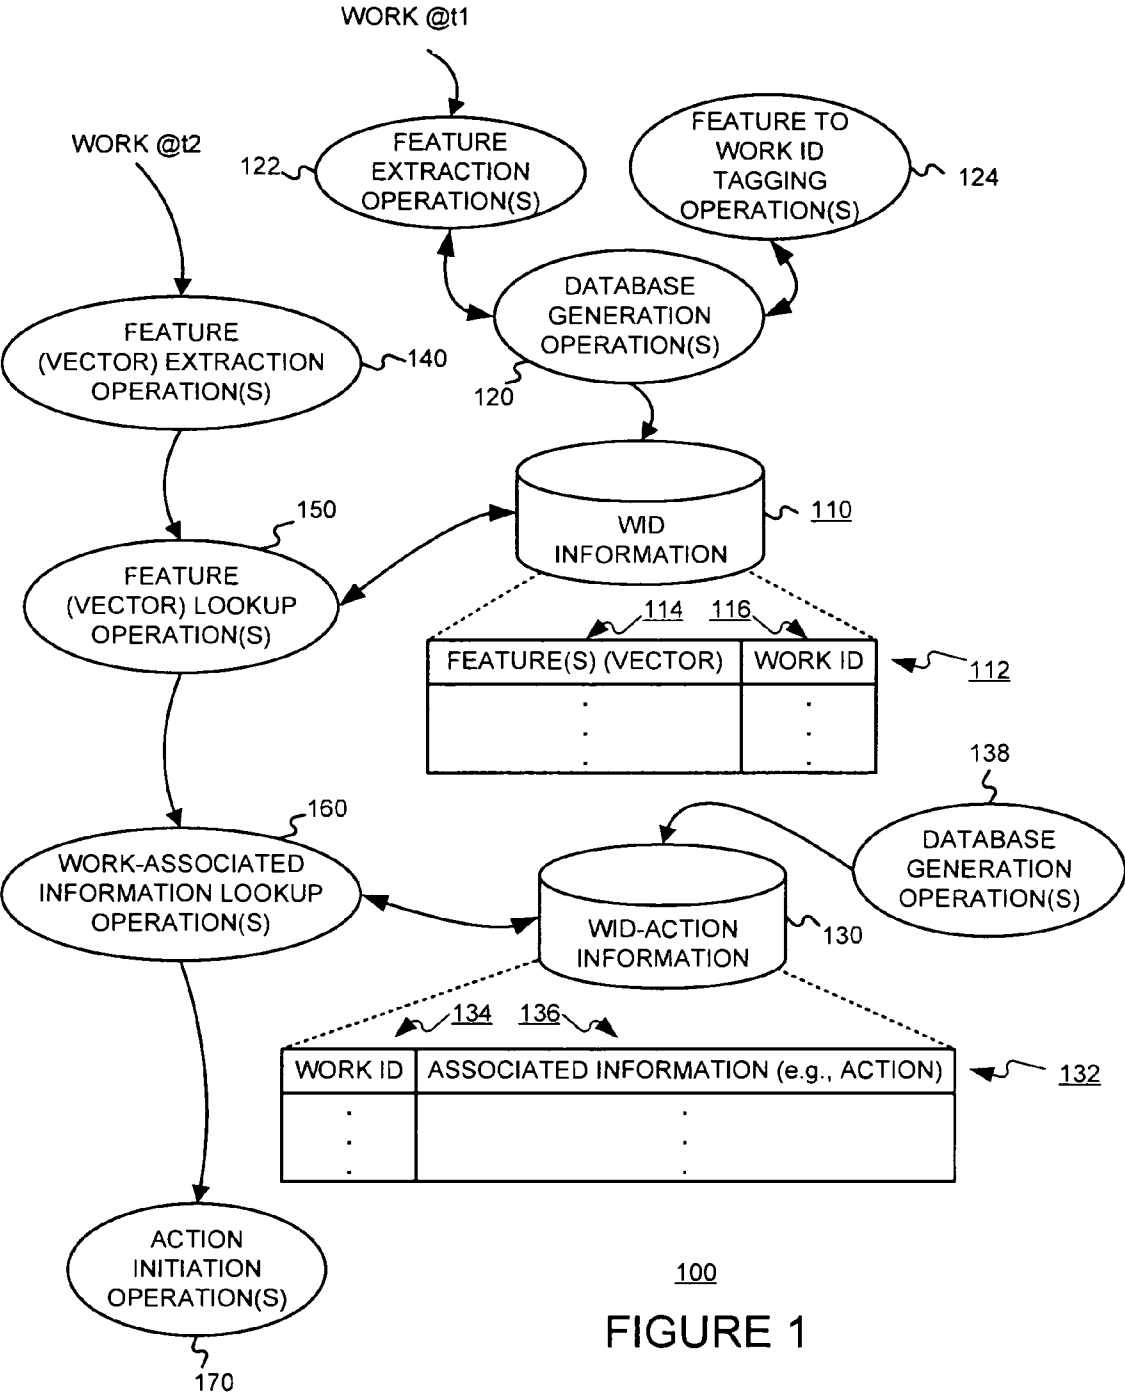 WORK @t1
WORK @t2
122
FEATURE
EXTRACTION
OPERATION(S)
FEATURE TO
WORK ID
TAGGING
OPERATION(S)
124
DATABASE
GENERATION
OPERATION(S)
120
FEATURE
(VECTOR) EXTRACTION
OPERATION(S)
140
WID
INFORMATION
110
150
FEATURE
(VECTOR) LOOKUP
OPERATION(S)
114
116
FEATURE(S) (VECTOR)
WORK ID
112
138
DATABASE
GENERATION
OPERATION(S)
160
WORK-ASSOCIATED
INFORMATION LOOKUP
OPERATION(S)
WID-ACTION
INFORMATION
130
134
136
WORK ID
ASSOCIATED INFORMATION (e.g., ACTION)
132
ACTION
INITIATION
OPERATION(S)
170
100
FIGURE 1